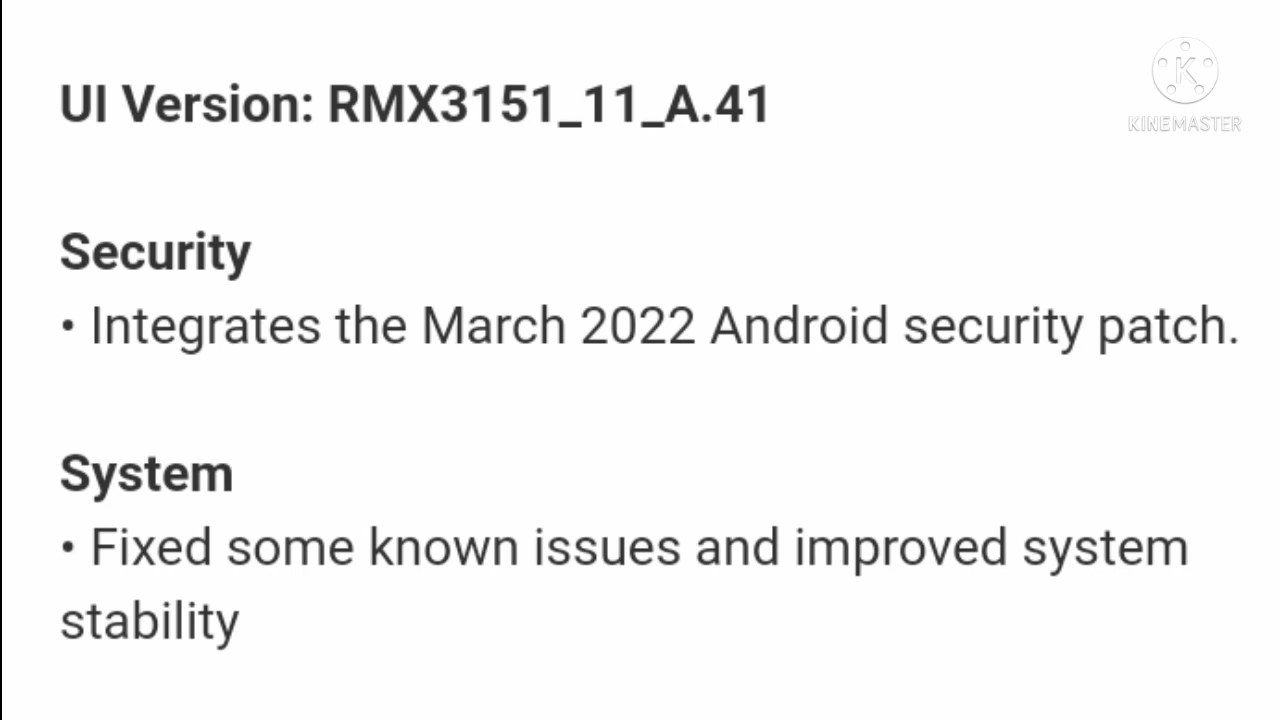 UI Version: RMX3151_11_A.41
K
KINEMASTER
Security
• Integrates the March 2022 Android security patch.
System
• Fixed some known issues and improved system
stability